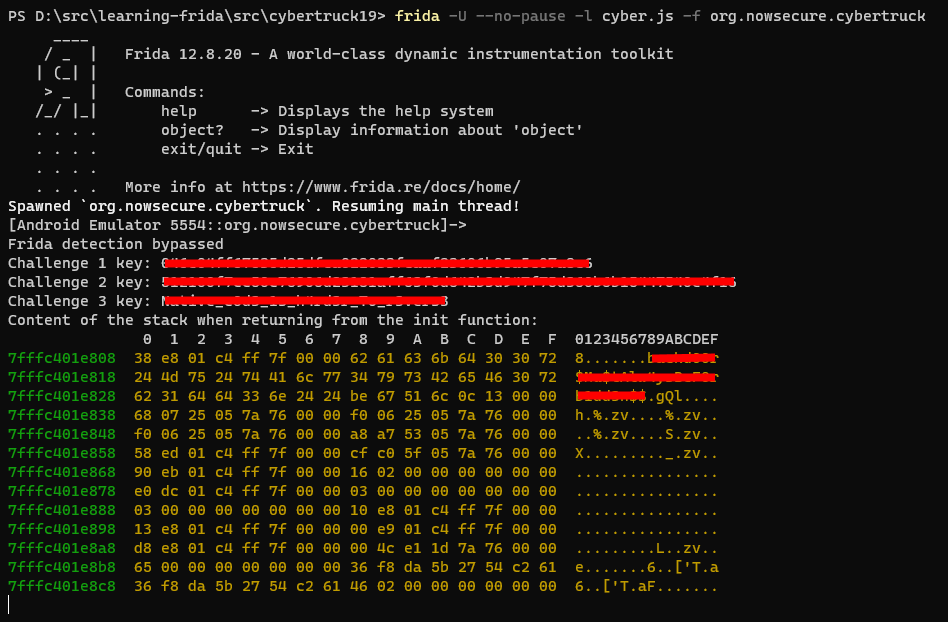 PS D:\src\learning-frida\src\cybertruck19> frida -U --no-pause -l cyber.js -f org.nowsecure.cybertruck
     ____
    / _  |   Frida 12.8.20 - A world-class dynamic instrumentation toolkit
   | (_| |
    > _  |   Commands:
   /_/ |_|       help      -> Displays the help system
   . . . .       object?   -> Display information about 'object'
   . . . .       exit/quit -> Exit
   . . . .
   . . . .   More info at https://www.frida.re/docs/home/
Spawned `org.nowsecure.cybertruck`. Resuming main thread!
[Android Emulator 5554::org.nowsecure.cybertruck]->
Frida detection bypassed
Challenge 1 key:
Challenge 2 key:
Challenge 3 key:
Content of the stack when returning from the init function:
               0  1  2  3  4  5  6  7  8  9  A  B  C  D  E  F  0123456789ABCDEF
7fffc401e808  38 e8 01 c4 ff 7f 00 00 62 61 63 6b 64 30 30 72  8.......
7fffc401e818  24 4d 75 24 74 41 6c 77 34 79 73 42 65 46 30 72
7fffc401e828  62 31 64 64 33 6e 24 24 be 67 51 6c 0c 13 00 00  .gQl....
7fffc401e838  68 07 25 05 7a 76 00 00 f0 06 25 05 7a 76 00 00  h.%.zv....%.zv..
7fffc401e848  f0 06 25 05 7a 76 00 00 a8 a7 53 05 7a 76 00 00  ..%.zv....S.zv..
7fffc401e858  58 ed 01 c4 ff 7f 00 00 cf c0 5f 05 7a 76 00 00  X........._.zv..
7fffc401e868  90 eb 01 c4 ff 7f 00 00 16 02 00 00 00 00 00 00  ................
7fffc401e878  e0 dc 01 c4 ff 7f 00 00 03 00 00 00 00 00 00 00  ................
7fffc401e888  03 00 00 00 00 00 00 00 10 e8 01 c4 ff 7f 00 00  ................
7fffc401e898  13 e8 01 c4 ff 7f 00 00 00 e9 01 c4 ff 7f 00 00  ................
7fffc401e8a8  d8 e8 01 c4 ff 7f 00 00 00 4c e1 1d 7a 76 00 00  .........L..zv..
7fffc401e8b8  65 00 00 00 00 00 00 00 36 f8 da 5b 27 54 c2 61  e.......6..['T.a
7fffc401e8c8  36 f8 da 5b 27 54 c2 61 46 02 00 00 00 00 00 00  6..['T.aF.......